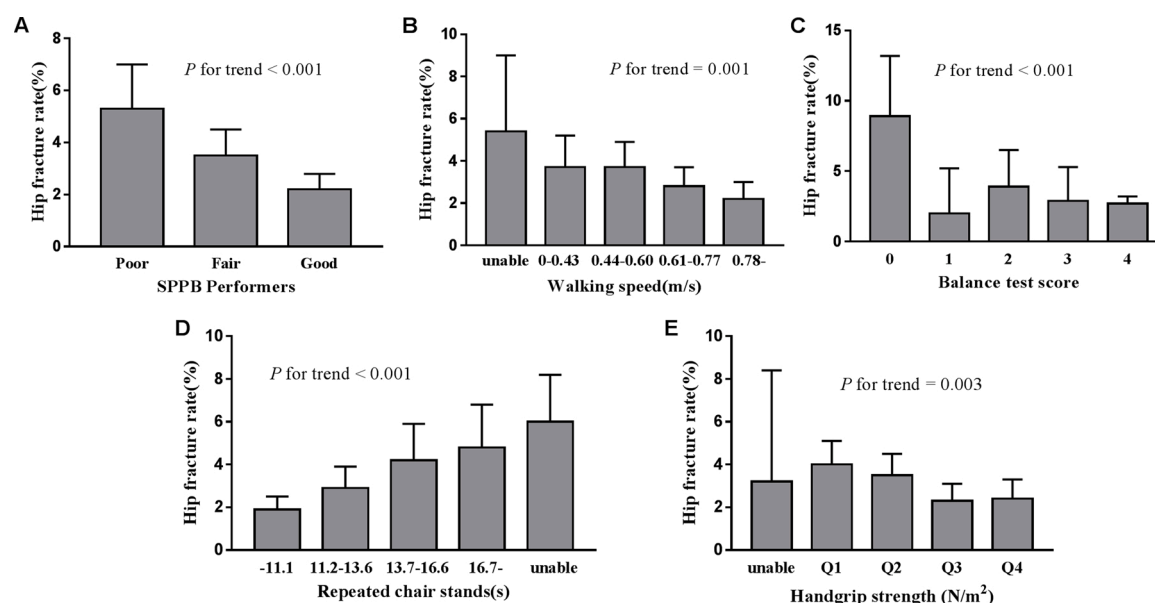 A
Hip fracture rate(%)
8
6
4
2
0
P for trend < 0.001
Poor Fair Good
SPPB Performers
B
Hip fracture rate(%)
10
8
6
4
2
0
P for trend = 0.001
unable 0-0.43 0.44-0.60 0.61-0.77 0.78-
Walking speed(m/s)
C
Hip fracture rate(%)
15
10
5
0
P for trend < 0.001
0 1 2 3 4
Balance test score
D
Hip fracture rate(%)
10
8
6
4
2
0
P for trend < 0.001
-11.1 11.2-13.6 13.7-16.6 16.7- unable
Repeated chair stands(s)
E
Hip fracture rate(%)
10
8
6
4
2
0
P for trend = 0.003
unable Q1 Q2 Q3 Q4
Handgrip strength (N/m²)